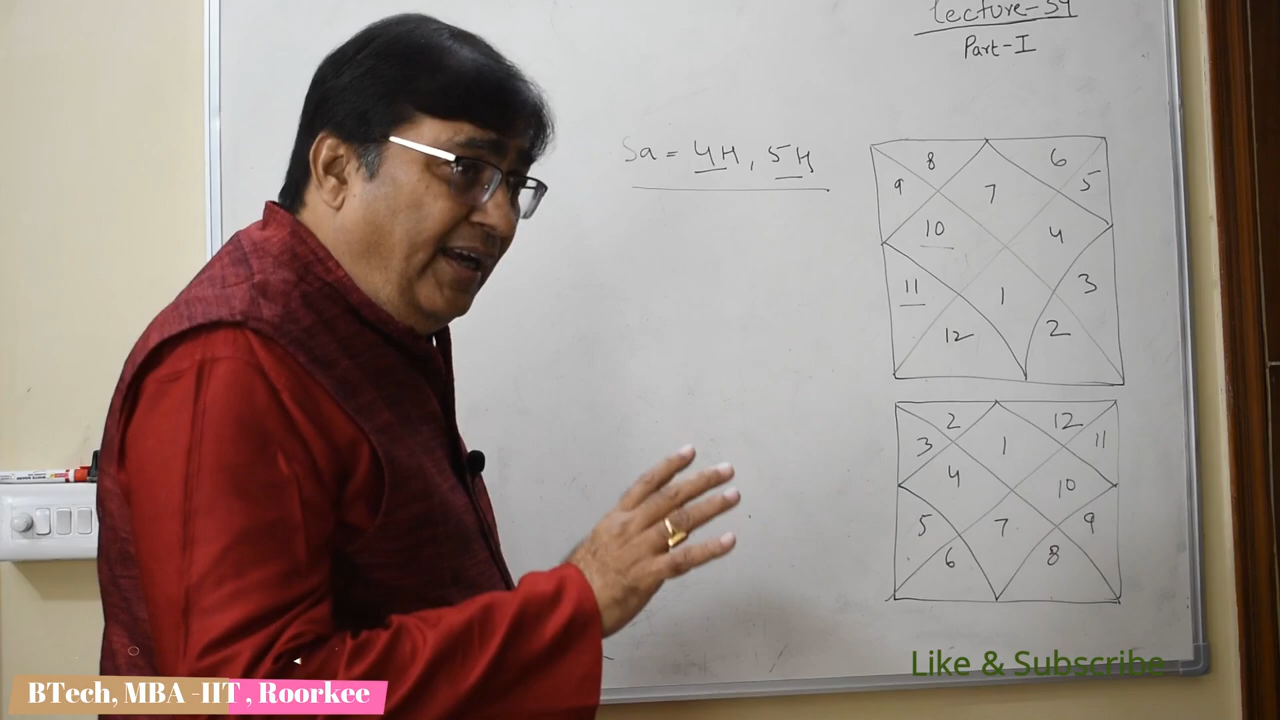 Lecture-
Part-I
Sa = 4H, 5H
8 6
9 7 5
10 4
11 1 3
12 2
2 12
3 1 11
4 10
5 7 9
6 8
Like & Subscribe
BTech, MBA -IIT , Roorkee